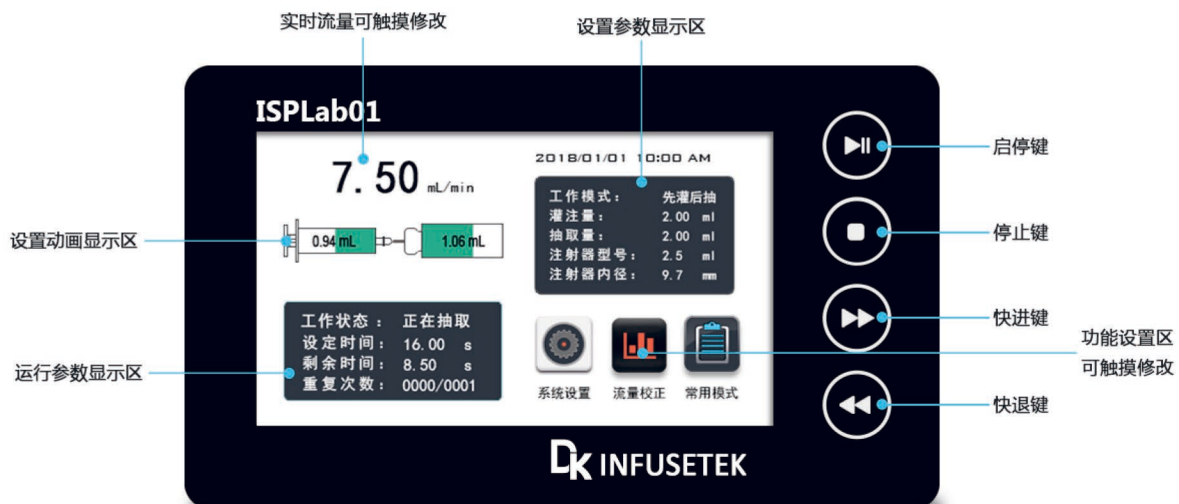 实时流量可触摸修改
设置参数显示区
ISPLab01
7.50 mL/min
2018/01/01 10:00 AM
工作模式： 先灌后抽
灌注量： 2.00 ml
抽取量： 2.00 ml
注射器型号： 2.5 ml
注射器内径： 9.7 mm
启停键
设置动画显示区
0.94 mL
1.06 mL
停止键
工作状态： 正在抽取
设定时间： 16.00 s
剩余时间： 8.50 s
重复次数： 0000/0001
运行参数显示区
快进键
系统设置
流量校正
常用模式
功能设置区
可触摸修改
快退键
DK INFUSETEK